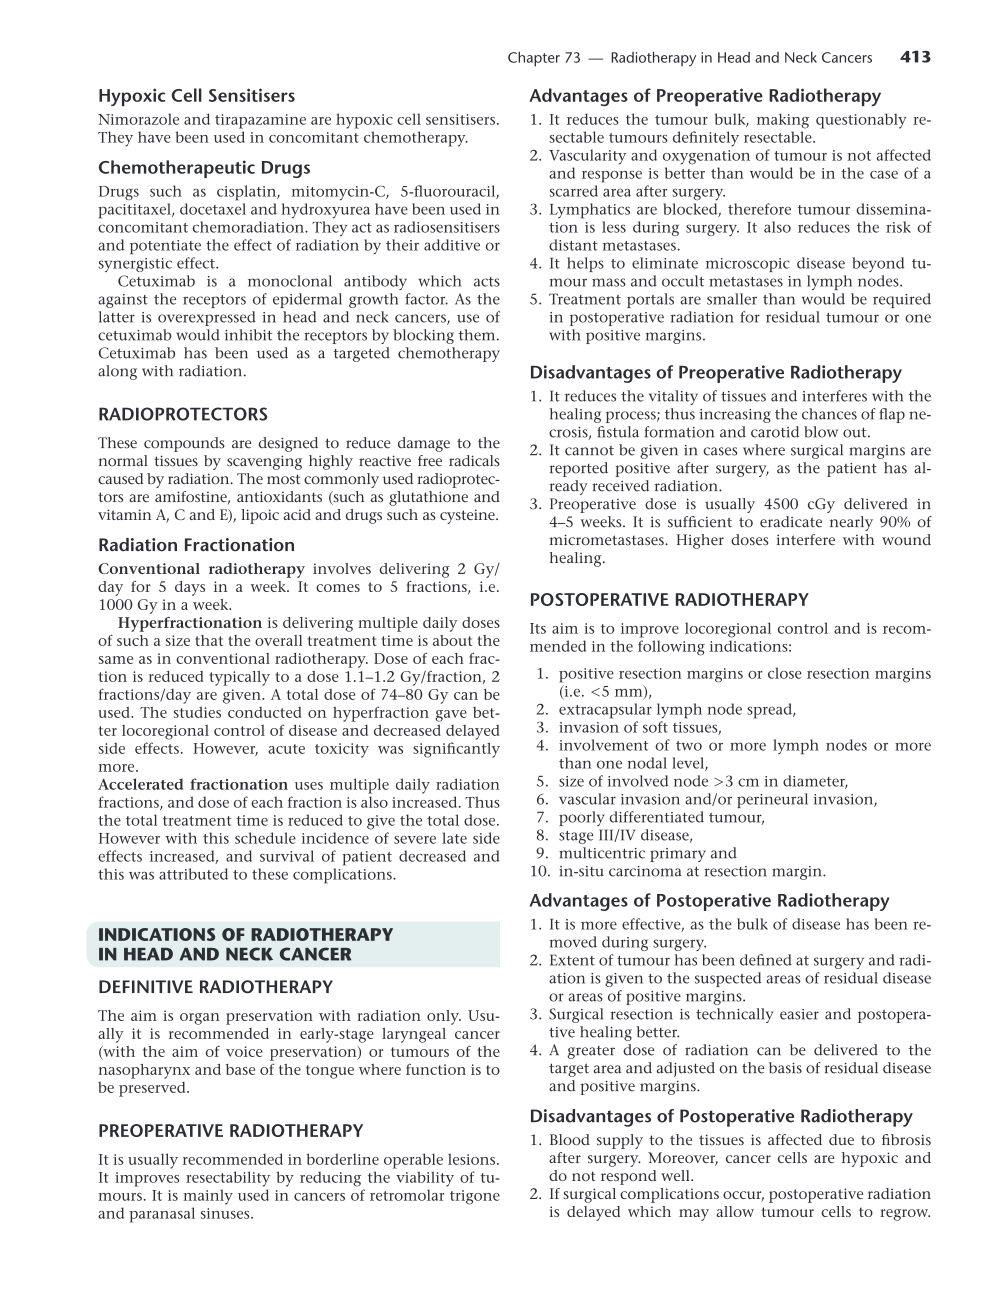 Chapter 73 — Radiotherapy in Head and Neck Cancers 413
Hypoxic Cell Sensitisers
Nimorazole and tirapazamine are hypoxic cell sensitisers.
They have been used in concomitant chemotherapy.
Chemotherapeutic Drugs
Drugs such as cisplatin, mitomycin-C, 5-fluorouracil,
pacititaxel, docetaxel and hydroxyurea have been used in
concomitant chemoradiation. They act as radiosensitisers
and potentiate the effect of radiation by their additive or
synergistic effect.
Cetuximab is a monoclonal antibody which acts
against the receptors of epidermal growth factor. As the
latter is overexpressed in head and neck cancers, use of
cetuximab would inhibit the receptors by blocking them.
Cetuximab has been used as a targeted chemotherapy
along with radiation.
RADIOPROTECTORS
These compounds are designed to reduce damage to the
normal tissues by scavenging highly reactive free radicals
caused by radiation. The most commonly used radioprotec-
tors are amifostine, antioxidants (such as glutathione and
vitamin A, C and E), lipoic acid and drugs such as cysteine.
Radiation Fractionation
Conventional radiotherapy involves delivering 2 Gy/
day for 5 days in a week. It comes to 5 fractions, i.e.
1000 Gy in a week.
Hyperfractionation is delivering multiple daily doses
of such a size that the overall treatment time is about the
same as in conventional radiotherapy. Dose of each frac-
tion is reduced typically to a dose 1.1–1.2 Gy/fraction, 2
fractions/day are given. A total dose of 74–80 Gy can be
used. The studies conducted on hyperfraction gave bet-
ter locoregional control of disease and decreased delayed
side effects. However, acute toxicity was significantly
more.
Accelerated fractionation uses multiple daily radiation
fractions, and dose of each fraction is also increased. Thus
the total treatment time is reduced to give the total dose.
However with this schedule incidence of severe late side
effects increased, and survival of patient decreased and
this was attributed to these complications.
INDICATIONS OF RADIOTHERAPY
IN HEAD AND NECK CANCER
DEFINITIVE RADIOTHERAPY
The aim is organ preservation with radiation only. Usu-
ally it is recommended in early-stage laryngeal cancer
(with the aim of voice preservation) or tumours of the
nasopharynx and base of the tongue where function is to
be preserved.
PREOPERATIVE RADIOTHERAPY
It is usually recommended in borderline operable lesions.
It improves resectability by reducing the viability of tu-
mours. It is mainly used in cancers of retromolar trigone
and paranasal sinuses.
Advantages of Preoperative Radiotherapy
1. It reduces the tumour bulk, making questionably re-
sectable tumours definitely resectable.
2. Vascularity and oxygenation of tumour is not affected
and response is better than would be in the case of a
scarred area after surgery.
3. Lymphatics are blocked, therefore tumour dissemina-
tion is less during surgery. It also reduces the risk of
distant metastases.
4. It helps to eliminate microscopic disease beyond tu-
mour mass and occult metastases in lymph nodes.
5. Treatment portals are smaller than would be required
in postoperative radiation for residual tumour or one
with positive margins.
Disadvantages of Preoperative Radiotherapy
1. It reduces the vitality of tissues and interferes with the
healing process; thus increasing the chances of flap ne-
crosis, fistula formation and carotid blow out.
2. It cannot be given in cases where surgical margins are
reported positive after surgery, as the patient has al-
ready received radiation.
3. Preoperative dose is usually 4500 cGy delivered in
4–5 weeks. It is sufficient to eradicate nearly 90% of
micrometastases. Higher doses interfere with wound
healing.
POSTOPERATIVE RADIOTHERAPY
Its aim is to improve locoregional control and is recom-
mended in the following indications:
1. positive resection margins or close resection margins
(i.e. <5 mm),
2. extracapsular lymph node spread,
3. invasion of soft tissues,
4. involvement of two or more lymph nodes or more
than one nodal level,
5. size of involved node >3 cm in diameter,
6. vascular invasion and/or perineural invasion,
7. poorly differentiated tumour,
8. stage III/IV disease,
9. multicentric primary and
10. in-situ carcinoma at resection margin.
Advantages of Postoperative Radiotherapy
1. It is more effective, as the bulk of disease has been re-
moved during surgery.
2. Extent of tumour has been defined at surgery and radi-
ation is given to the suspected areas of residual disease
or areas of positive margins.
3. Surgical resection is technically easier and postopera-
tive healing better.
4. A greater dose of radiation can be delivered to the
target area and adjusted on the basis of residual disease
and positive margins.
Disadvantages of Postoperative Radiotherapy
1. Blood supply to the tissues is affected due to fibrosis
after surgery. Moreover, cancer cells are hypoxic and
do not respond well.
2. If surgical complications occur, postoperative radiation
is delayed which may allow tumour cells to regrow.